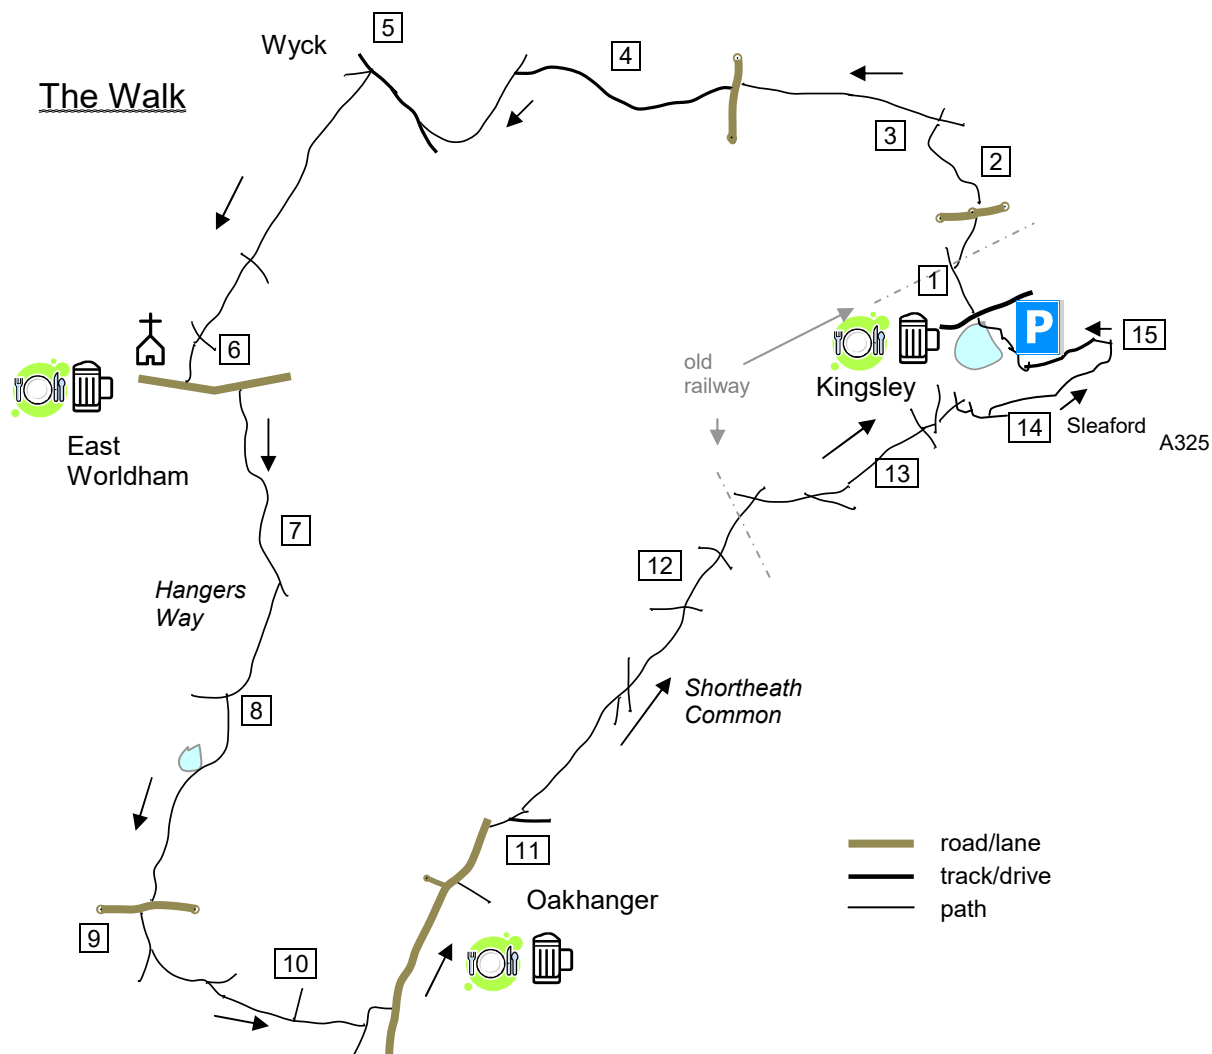 5
Wyck
4
The Walk
3
2
1
P
15
old
railway
Kingsley
6
14
Sleaford
A325
East
Worldham
13
7
12
Hangers
Way
8
Shortheath
Common
11
road/lane
track/drive
path
Oakhanger
9
10